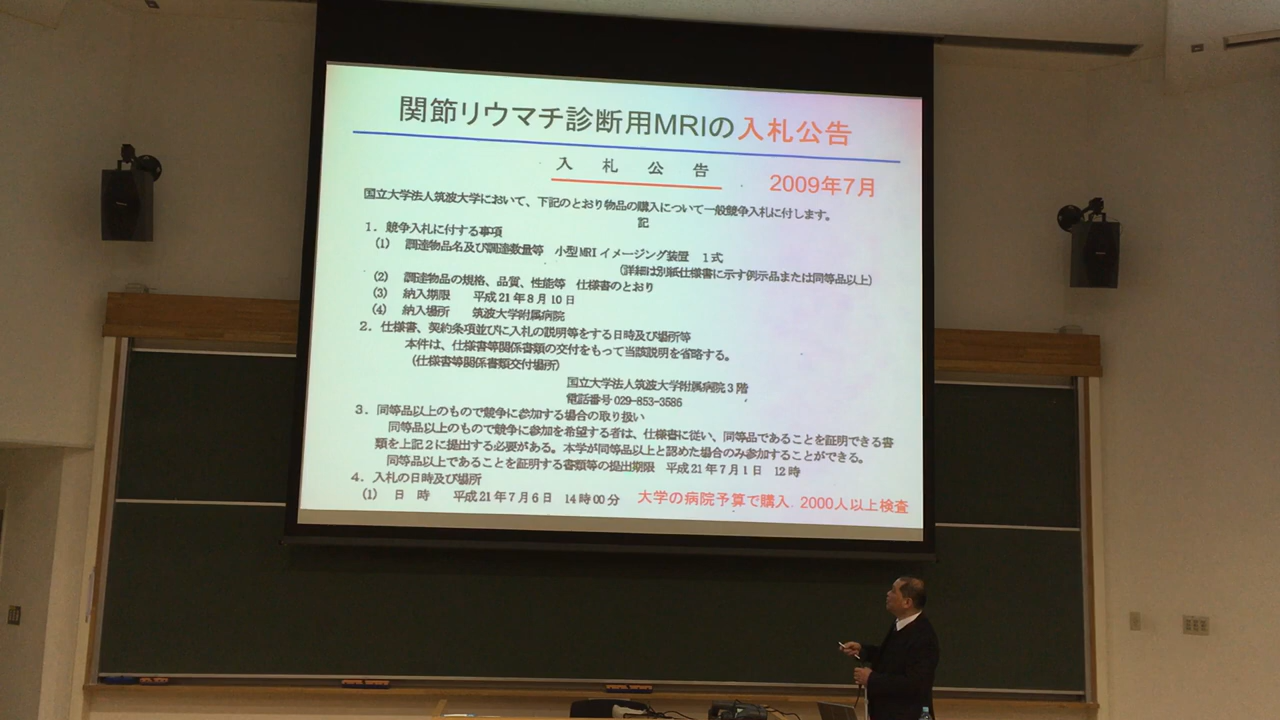 関節リウマチ診断用MRIの入札公告
入 札 公 告
2009年7月
国立大学法人筑波大学において、下記のとおり物品の購入について一般競争入札に付します。
記
1．競争入札に付する事項
(1) 調達物品名及び調達数量等 小型MRIイメージング装置 1式
（詳細は別紙仕様書に示す例示品または同等品以上）
(2) 調達物品の規格、品質、性能等 仕様書のとおり
(3) 納入期限 平成21年8月10日
(4) 納入場所 筑波大学附属病院
2．仕様書、契約条項並びに入札の説明等をする日時及び場所等
本件は、仕様書等関係書類の交付をもって当該説明を省略する。
（仕様書等関係書類交付場所）
国立大学法人筑波大学附属病院3階
電話番号 029-853-3586
3．同等品以上のもので競争に参加する場合の取り扱い
同等品以上のもので競争に参加を希望する者は、仕様書に従い、同等品であることを証明できる書
類を上記2に提出する必要がある。本学が同等品以上と認めた場合のみ参加することができる。
同等品以上であることを証明する書類等の提出期限 平成21年7月1日 12時
4．入札の日時及び場所
(1) 日 時 平成21年7月6日 14時00分
大学の病院予算で購入 2000人以上検査